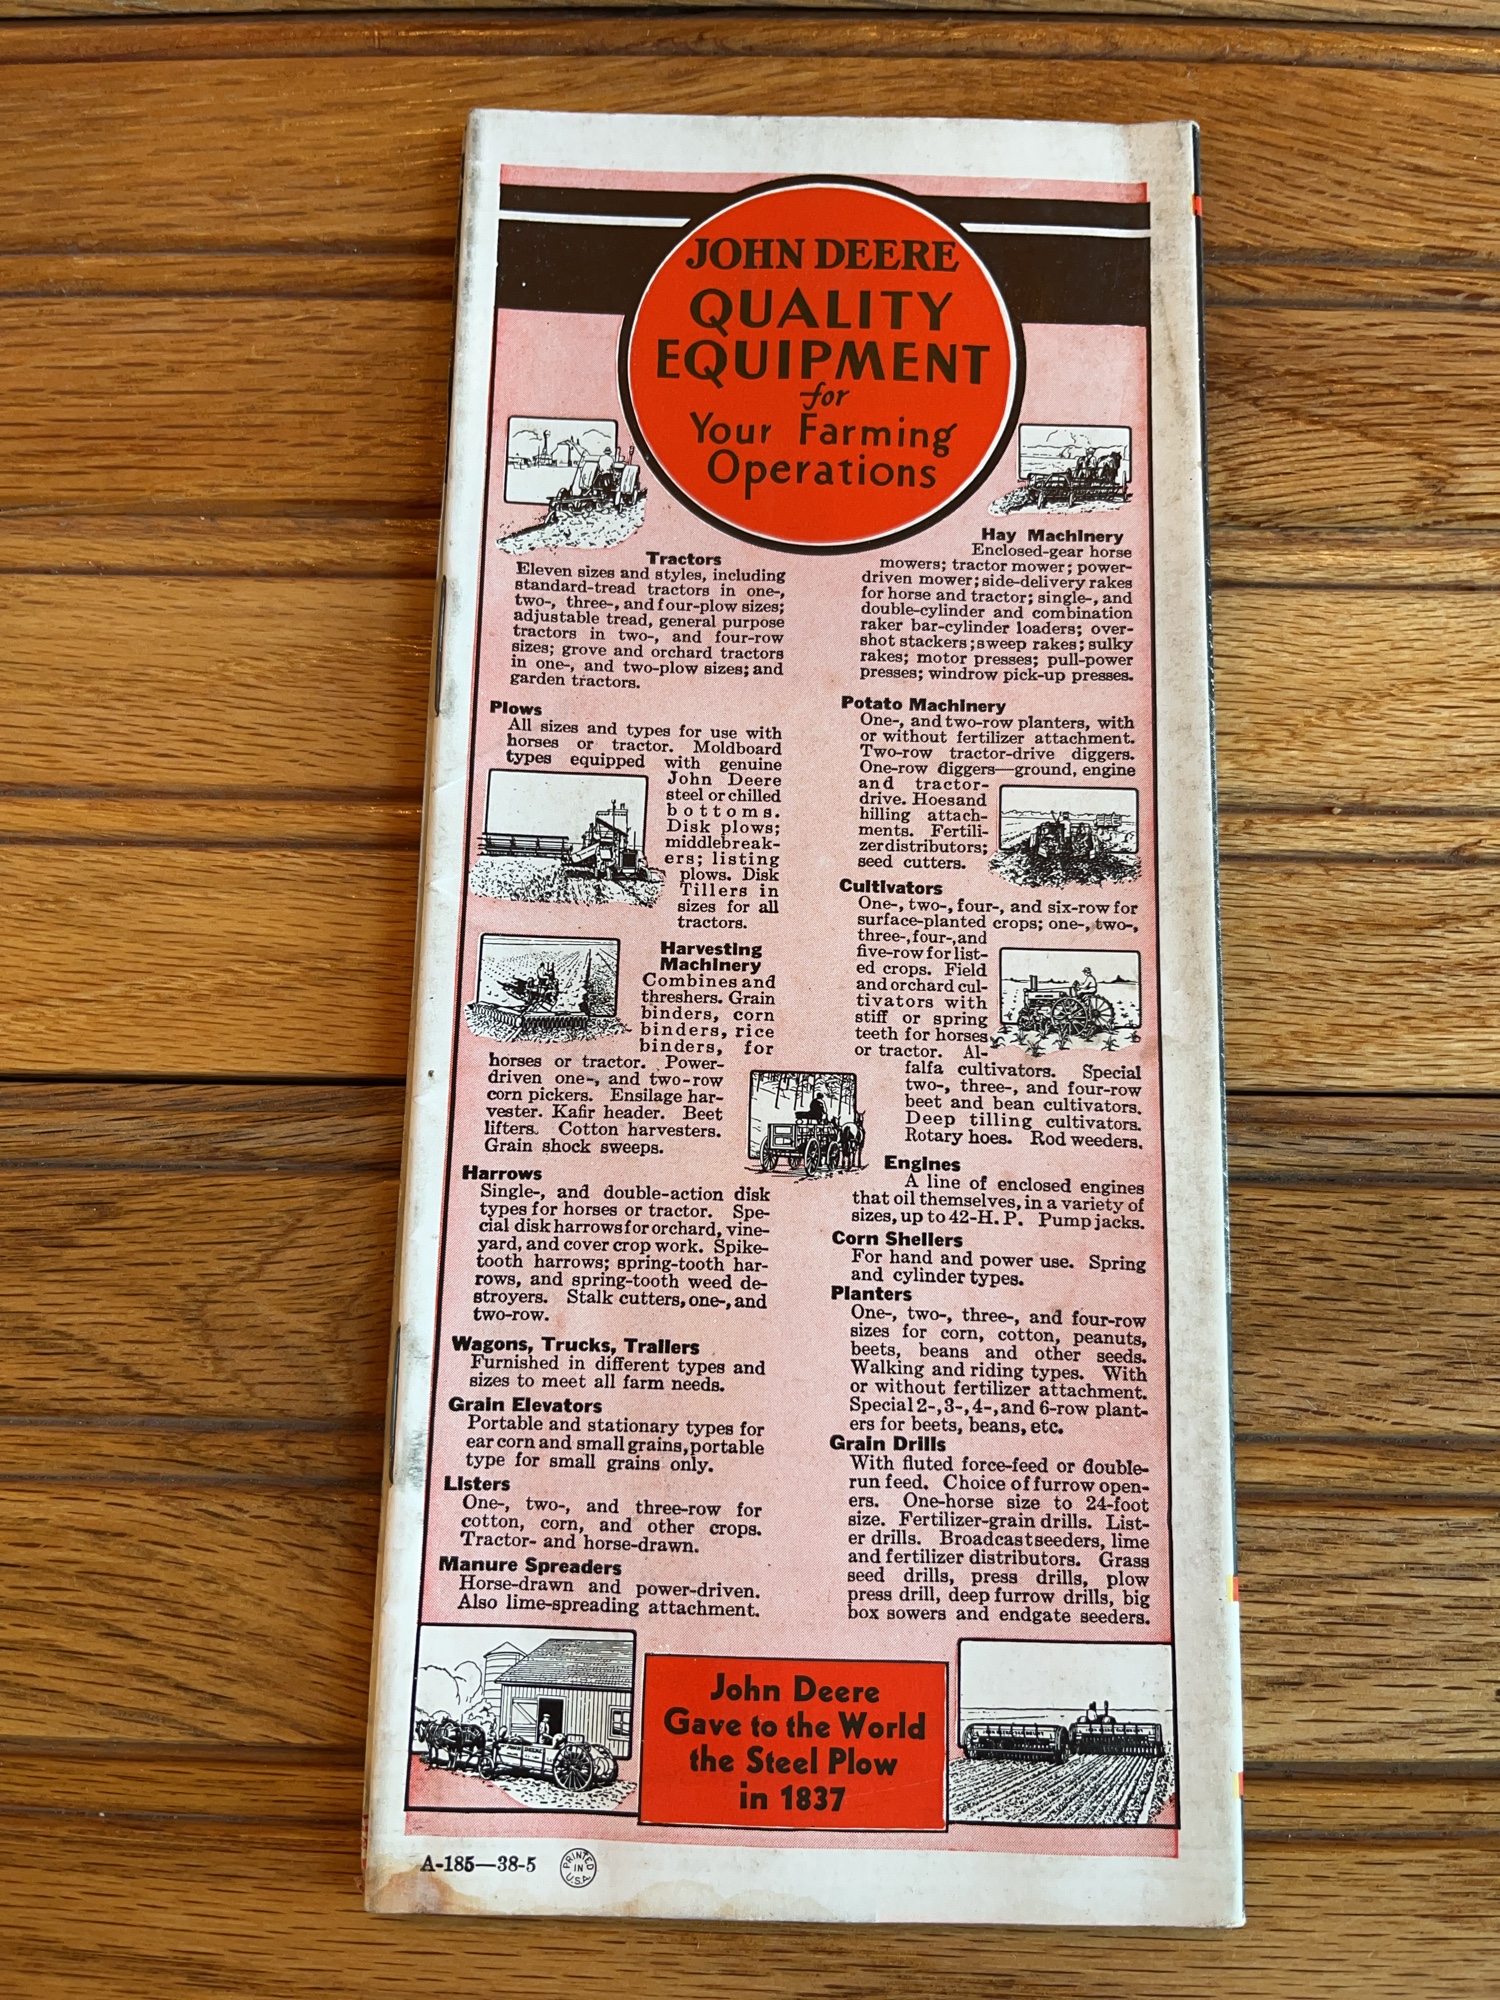 JOHN DEERE
QUALITY
EQUIPMENT
for
Your Farming
Operations
Tractors
Eleven sizes and styles, including
standard-tread tractors in one-,
two-, three-, and four-plow sizes;
adjustable tread, general purpose
tractors in two-, and four-row
sizes; grove and orchard tractors
in one-, and two-plow sizes; and
garden tractors.
Plows
All sizes and types for use with
horses or tractor. Moldboard
types equipped with genuine
John Deere
steel or chilled
bottoms.
Disk plows;
middlebreak-
ers; listing
plows. Disk
Tillers in
sizes for all
tractors.
Harvesting
Machinery
Combines and
threshers. Grain
binders, corn
binders, rice
binders, for
horses or tractor. Power-
driven one-, and two-row
corn pickers. Ensilage har-
vester. Kafir header. Beet
lifters. Cotton harvesters.
Grain shock sweeps.
Harrows
Single-, and double-action disk
types for horses or tractor. Spe-
cial disk harrows for orchard, vine-
yard, and cover crop work. Spike-
tooth harrows; spring-tooth har-
rows, and spring-tooth weed de-
stroyers. Stalk cutters, one-, and
two-row.
Wagons, Trucks, Trailers
Furnished in different types and
sizes to meet all farm needs.
Grain Elevators
Portable and stationary types for
ear corn and small grains, portable
type for small grains only.
Listers
One-, two-, and three-row for
cotton, corn, and other crops.
Tractor- and horse-drawn.
Manure Spreaders
Horse-drawn and power-driven.
Also lime-spreading attachment.
Hay Machinery
Enclosed-gear horse
mowers; tractor mower; power-
driven mower; side-delivery rakes
for horse and tractor; single-, and
double-cylinder and combination
raker bar-cylinder loaders; over-
shot stackers; sweep rakes; sulky
rakes; motor presses; pull-power
presses; windrow pick-up presses.
Potato Machinery
One-, and two-row planters, with
or without fertilizer attachment.
Two-row tractor-drive diggers.
One-row diggers—ground, engine
and tractor-
drive. Hoes and
hilling attach-
ments. Fertili-
zer distributors;
seed cutters.
Cultivators
One-, two-, four-, and six-row for
surface-planted crops; one-, two-,
three-, four-, and
five-row for list-
ed crops. Field
and orchard cul-
tivators with
stiff or spring
teeth for horses
or tractor. Al-
falfa cultivators. Special
two-, three-, and four-row
beet and bean cultivators.
Deep tilling cultivators.
Rotary hoes. Rod weeders.
Engines
A line of enclosed engines
that oil themselves, in a variety of
sizes, up to 42-H. P. Pump jacks.
Corn Shellers
For hand and power use. Spring
and cylinder types.
Planters
One-, two-, three-, and four-row
sizes for corn, cotton, peanuts,
beets, beans and other seeds.
Walking and riding types. With
or without fertilizer attachment.
Special 2-, 3-, 4-, and 6-row plant-
ers for beets, beans, etc.
Grain Drills
With fluted force-feed or double-
run feed. Choice of furrow open-
ers. One-horse size to 24-foot
size. Fertilizer-grain drills. List-
er drills. Broadcast seeders, lime
and fertilizer distributors. Grass
seed drills, press drills, plow
press drill, deep furrow drills, big
box sowers and endgate seeders.
John Deere
Gave to the World
the Steel Plow
in 1837
A-185—38-5
PRINTED
IN
U.S.A.